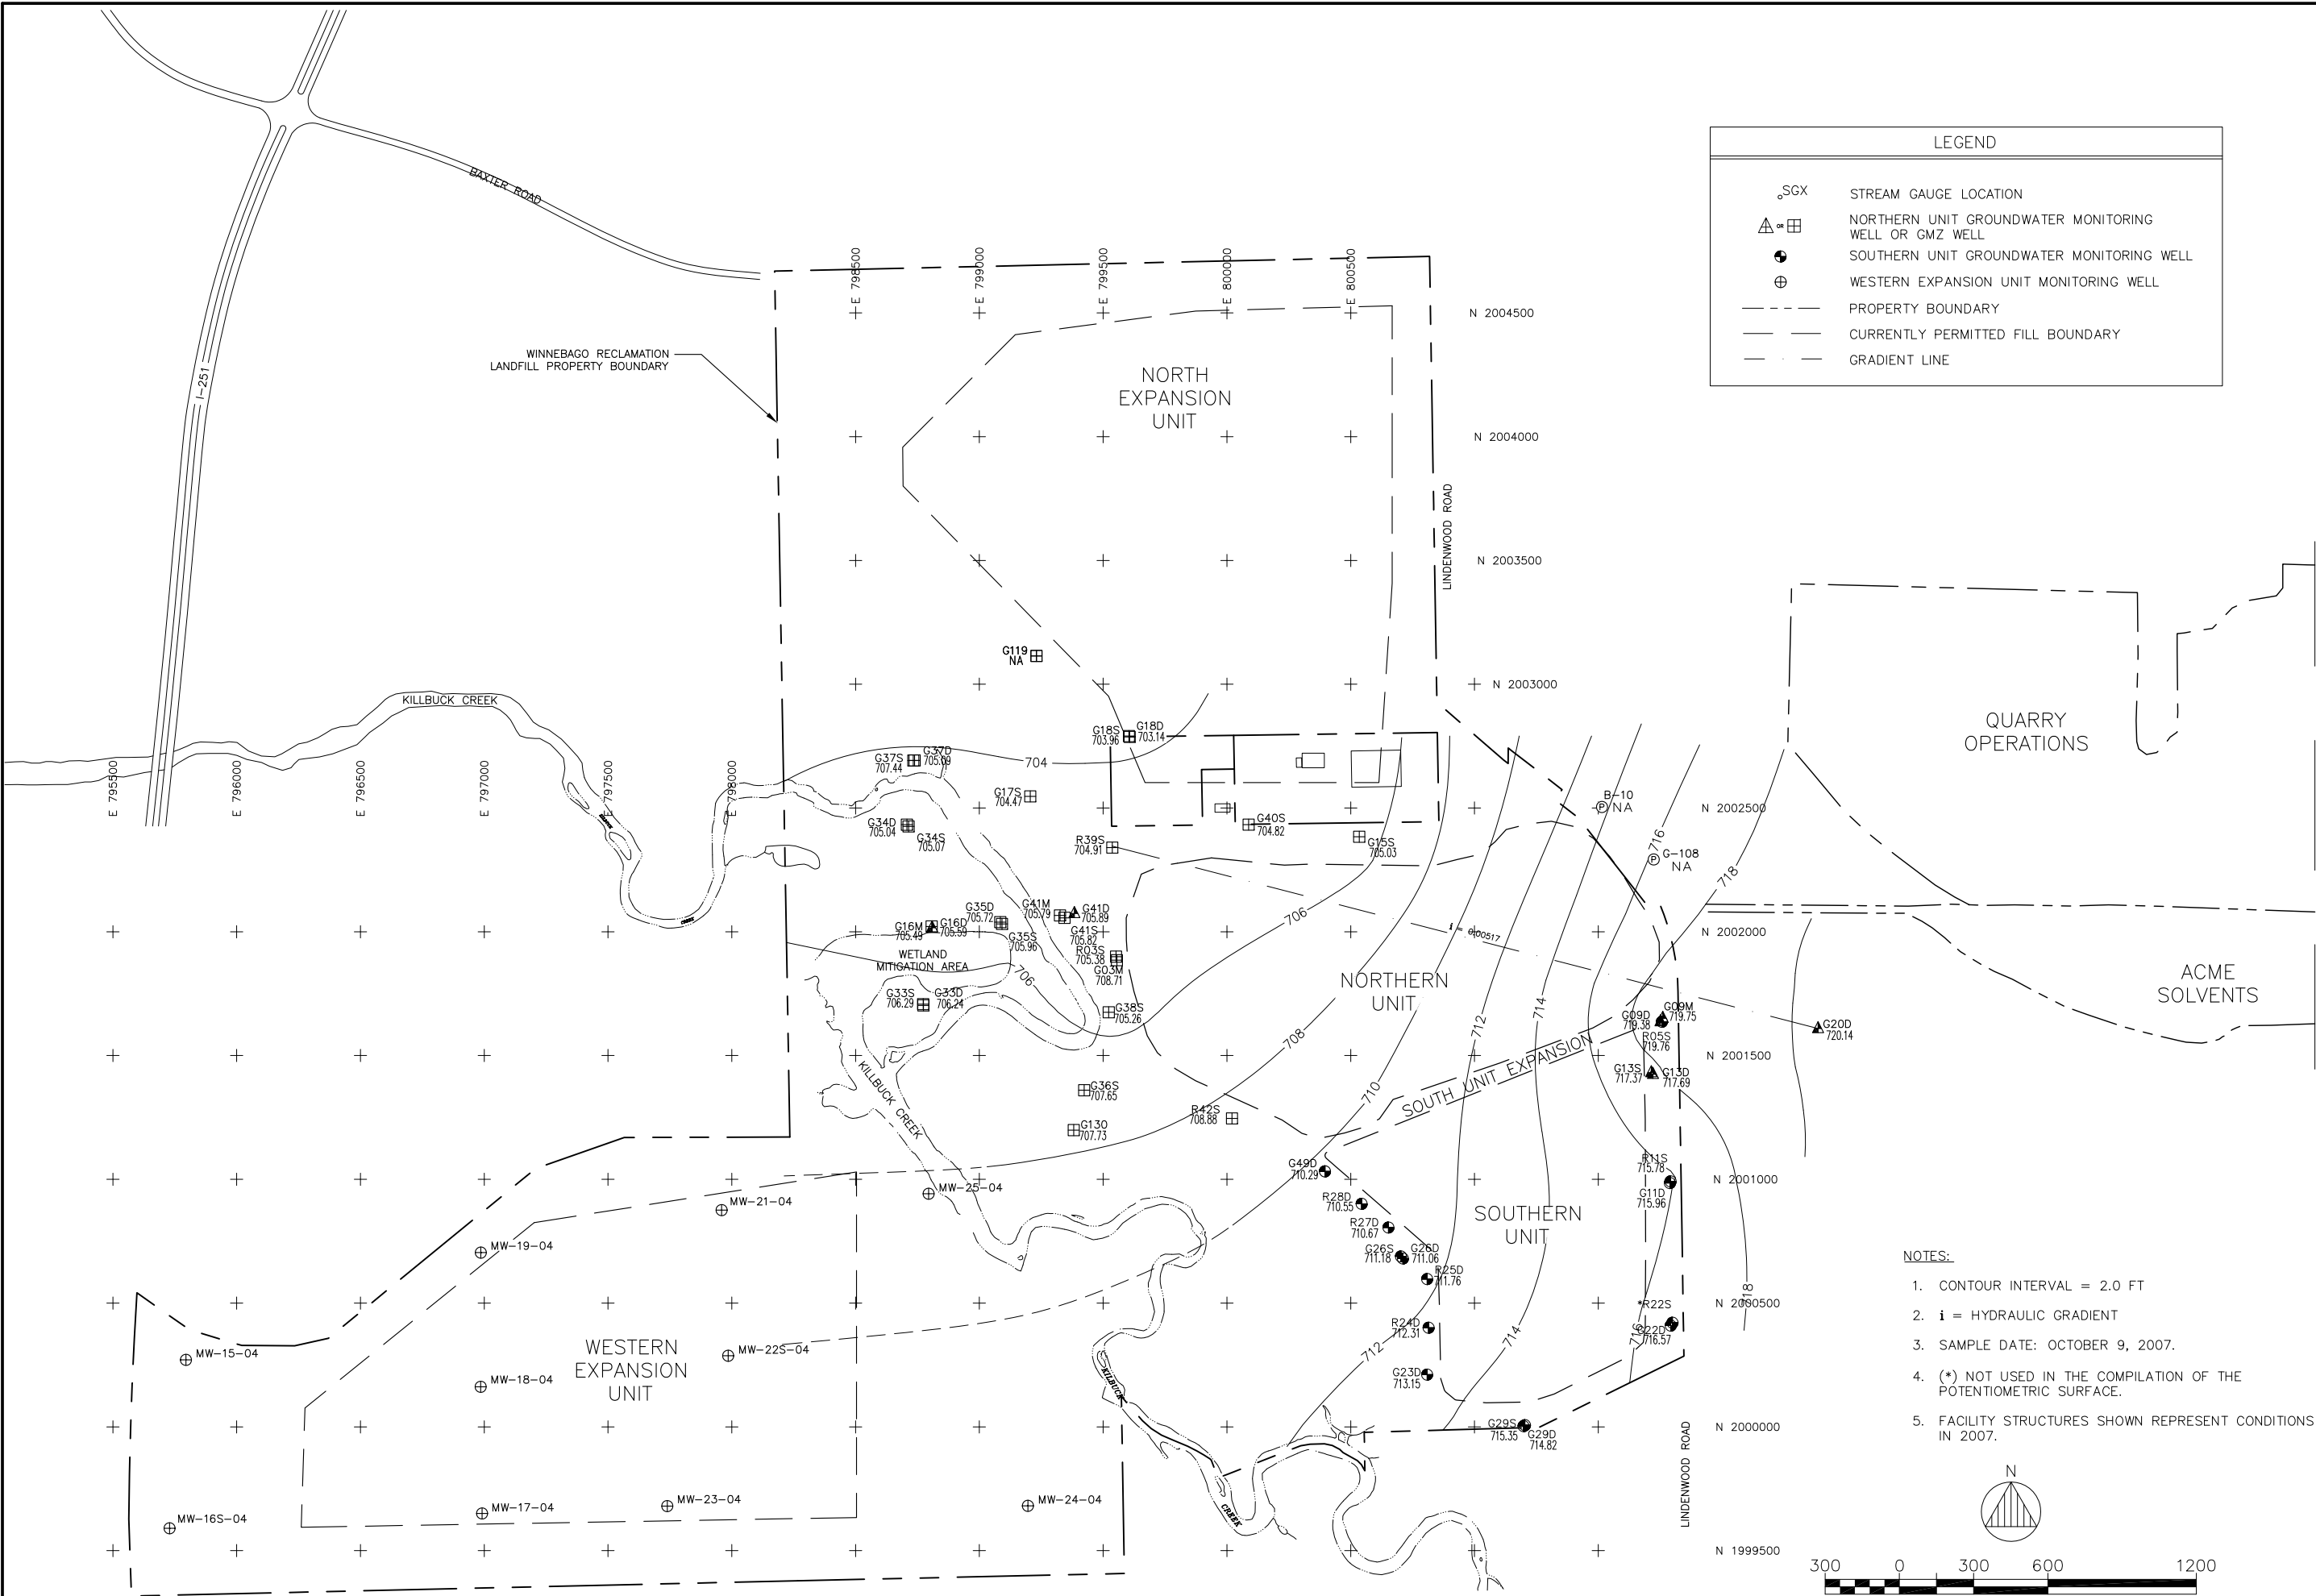 LEGEND
SGX
STREAM GAUGE LOCATION
OR
NORTHERN UNIT GROUNDWATER MONITORING
WELL OR GMZ WELL
SOUTHERN UNIT GROUNDWATER MONITORING WELL
WESTERN EXPANSION UNIT MONITORING WELL
PROPERTY BOUNDARY
CURRENTLY PERMITTED FILL BOUNDARY
GRADIENT LINE
BAXTER ROAD
I-251
WINNEBAGO RECLAMATION
LANDFILL PROPERTY BOUNDARY
E 798500
E 799000
E 799500
E 800000
E 800500
N 2004500
NORTH
EXPANSION
UNIT
N 2004000
LINDENWOOD ROAD
N 2003500
G119
NA
N 2003000
KILLBUCK CREEK
QUARRY
OPERATIONS
G18S
703.96
G18D
703.14
G37S
707.44
G37D
705.09
704
E 795500
E 796000
E 796500
E 797000
E 797500
E 798000
G17S
704.47
B-10
NA
N 2002500
G34D
705.04
G34S
705.07
R39S
704.91
G40S
704.82
G15S
705.03
716
G-108
NA
718
G35D
705.72
G41M
705.79
G41D
705.89
706
G16M
705.49
G16D
705.59
G35S
705.96
G41S
705.82
i = 0.00517
N 2002000
WETLAND
MITIGATION AREA
R03S
705.38
G03M
708.71
706
NORTHERN
UNIT
ACME
SOLVENTS
G33S
706.29
G33D
706.24
G38S
705.26
714
712
708
G09M
719.75
G09D
719.38
R05S
719.76
G20D
720.14
N 2001500
SOUTH UNIT EXPANSION
G13S
717.37
G13D
717.69
KILLBUCK CREEK
G36S
707.65
710
R42S
708.88
G130
707.73
G49D
710.29
R11S
715.78
N 2001000
G11D
715.96
MW-25-04
MW-21-04
R28D
710.55
SOUTHERN
UNIT
R27D
710.67
MW-19-04
G26S
711.18
G26D
711.06
R25D
711.76
*R22S
N 2000500
718
G22D
716.57
716
R24D
712.31
714
712
WESTERN
EXPANSION
UNIT
MW-15-04
MW-22S-04
MW-18-04
KILLBUCK
G23D
713.15
G29S
715.35
G29D
714.82
N 2000000
LINDENWOOD ROAD
MW-17-04
MW-23-04
MW-24-04
MW-16S-04
CREEK
N 1999500
NOTES:
1. CONTOUR INTERVAL = 2.0 FT
2. i = HYDRAULIC GRADIENT
3. SAMPLE DATE: OCTOBER 9, 2007.
4. (*) NOT USED IN THE COMPILATION OF THE
POTENTIOMETRIC SURFACE.
5. FACILITY STRUCTURES SHOWN REPRESENT CONDITIONS
IN 2007.
N
300 0 300 600 1200